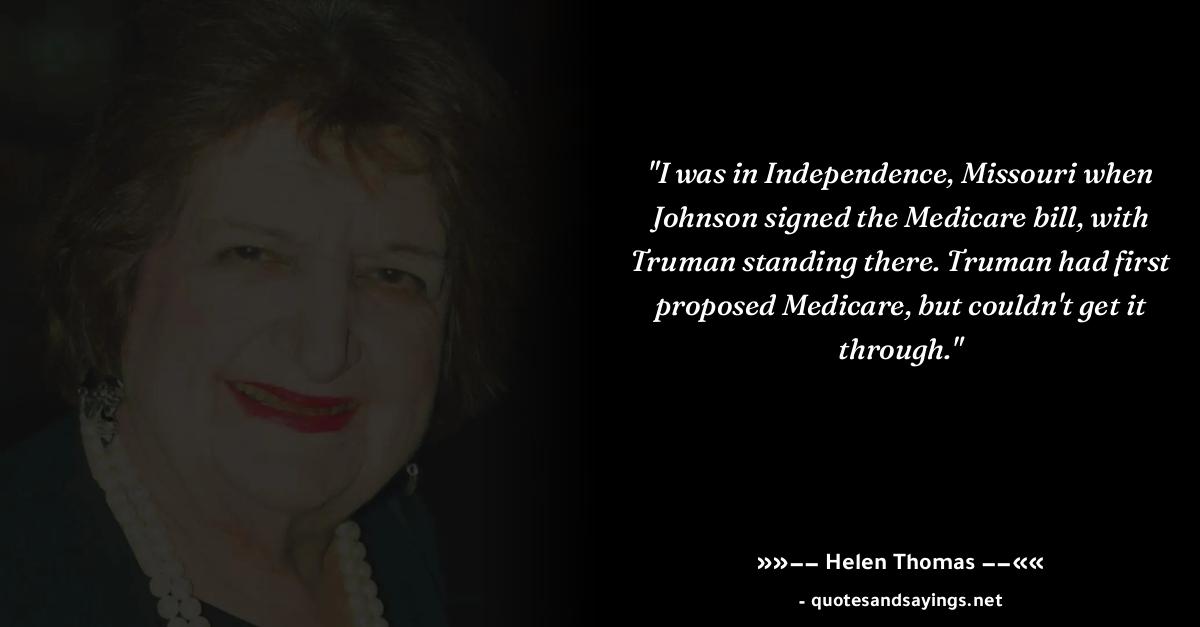 "I was in Independence, Missouri when
Johnson signed the Medicare bill, with
Truman standing there. Truman had first
proposed Medicare, but couldn't get it
through."
»»−− Helen Thomas −−««
- quotesandsayings.net